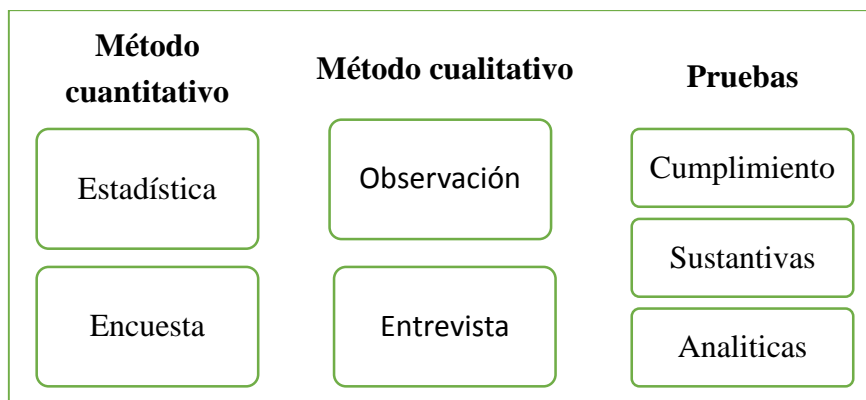 Método
cuantitativo
Estadística
Encuesta
Método cualitativo
Observación
Entrevista
Pruebas
Cumplimiento
Sustantivas
Analiticas